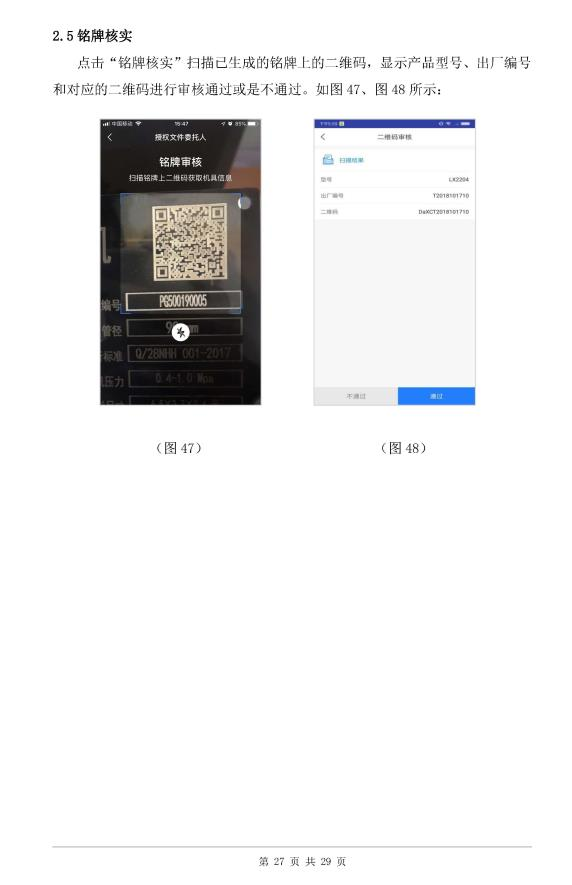 2.5 铭牌核实
点击“铭牌核实”扫描已生成的铭牌上的二维码，显示产品型号、出厂编号
和对应的二维码进行审核通过或是不通过。如图 47、图 48 所示：
中国移动 15:47 85%
授权文件委托人
铭牌审核
扫描铭牌上二维码获取机具信息
编号 PG500190005
管径
标准 Q/28NHH 001-2017
压力 0.4-1.0 Mpa
二维码审核
扫描结果
型号 LX2204
出厂编号 T2018101710
二维码 DaXCT2018101710
不通过 通过
（图 47） （图 48）
第 27 页 共 29 页